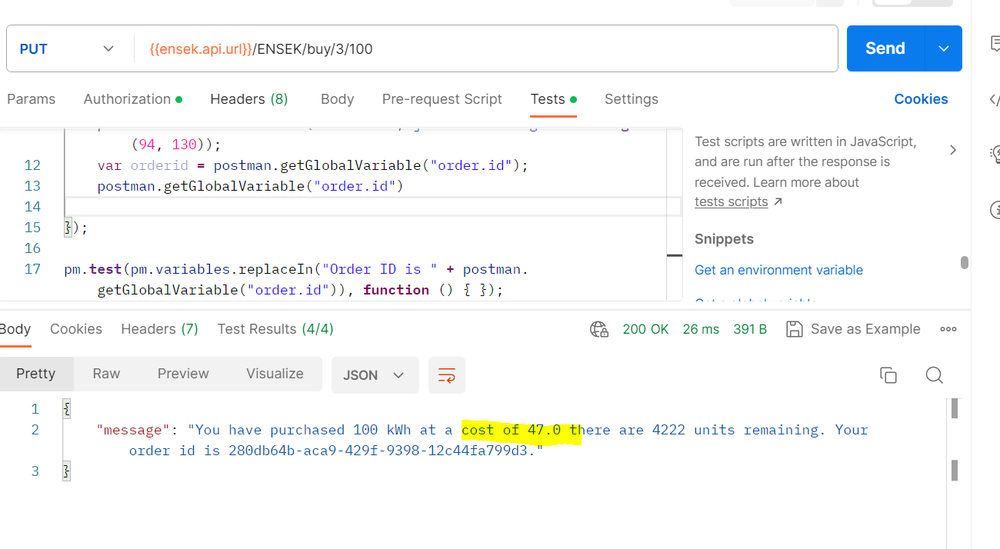 PUT
{{ensek.api.url}}/ENSEK/buy/3/100
Send
Params
Authorization
Headers (8)
Body
Pre-request Script
Tests
Settings
Cookies
(94, 130));
12 var orderid = postman.getGlobalVariable("order.id");
13 postman.getGlobalVariable("order.id")
14
15 });
16
17 pm.test(pm.variables.replaceIn("Order ID is " + postman.
getGlobalVariable("order.id")), function () { });
Test scripts are written in JavaScript,
and are run after the response is
received. Learn more about
tests scripts ↗
Snippets
Get an environment variable
Body
Cookies
Headers (7)
Test Results (4/4)
200 OK
26 ms
391 B
Save as Example
Pretty
Raw
Preview
Visualize
JSON
1 {
2 "message": "You have purchased 100 kWh at a cost of 47.0 there are 4222 units remaining. Your
order id is 280db64b-aca9-429f-9398-12c44fa799d3."
3 }